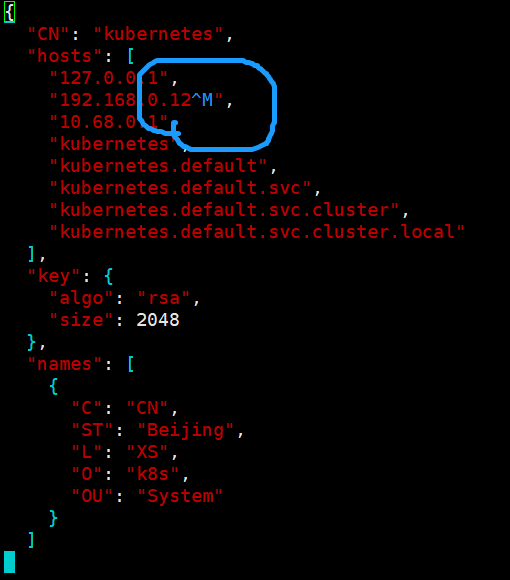 {
  "CN": "kubernetes",
  "hosts": [
    "127.0.0.1",
    "192.168.0.12^M",
    "10.68.0.1",
    "kubernetes",
    "kubernetes.default",
    "kubernetes.default.svc",
    "kubernetes.default.svc.cluster",
    "kubernetes.default.svc.cluster.local"
  ],
  "key": {
    "algo": "rsa",
    "size": 2048
  },
  "names": [
    {
      "C": "CN",
      "ST": "Beijing",
      "L": "XS",
      "O": "k8s",
      "OU": "System"
    }
  ]